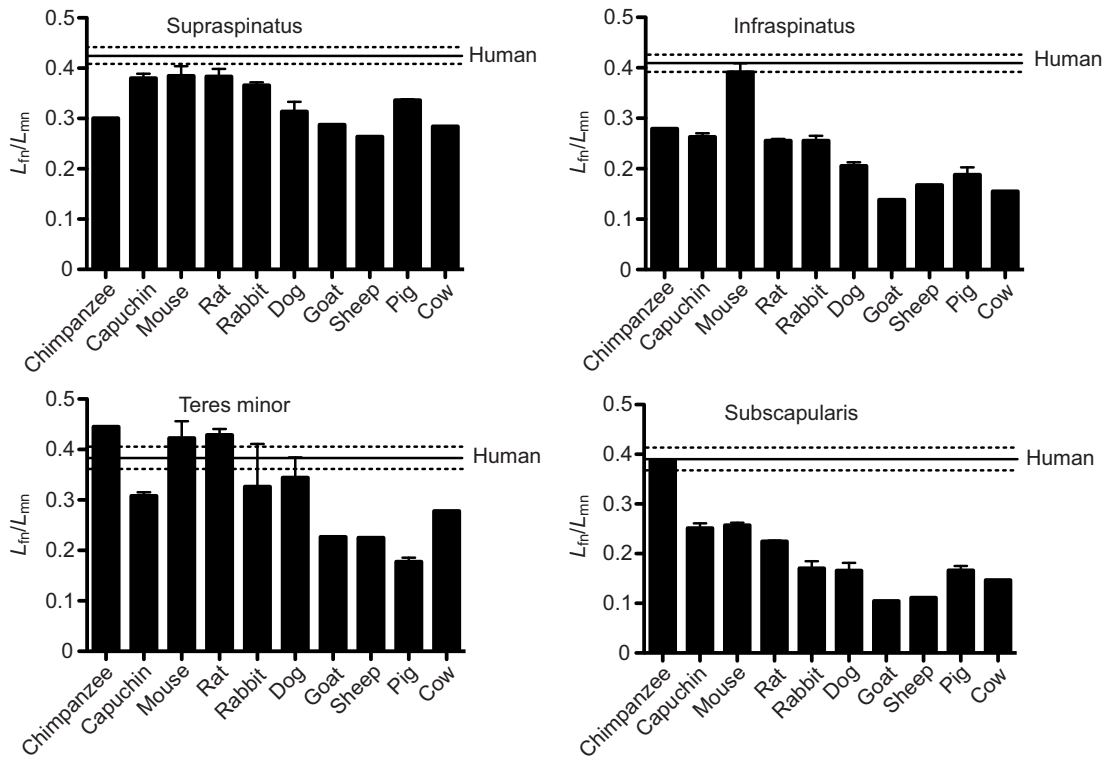 Supraspinatus
0.5
0.4
0.3
0.2
0.1
0
Lfn/Lmn
Human
Chimpanzee
Capuchin
Mouse
Rat
Rabbit
Dog
Goat
Sheep
Pig
Cow
Infraspinatus
0.5
0.4
0.3
0.2
0.1
0
Lfn/Lmn
Human
Chimpanzee
Capuchin
Mouse
Rat
Rabbit
Dog
Goat
Sheep
Pig
Cow
Teres minor
0.5
0.4
0.3
0.2
0.1
0
Lfn/Lmn
Human
Chimpanzee
Capuchin
Mouse
Rat
Rabbit
Dog
Goat
Sheep
Pig
Cow
Subscapularis
0.5
0.4
0.3
0.2
0.1
0
Lfn/Lmn
Human
Chimpanzee
Capuchin
Mouse
Rat
Rabbit
Dog
Goat
Sheep
Pig
Cow